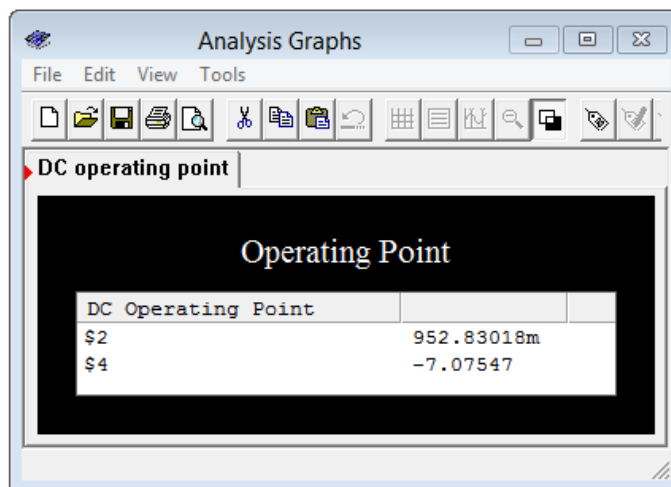 Analysis Graphs
File Edit View Tools
DC operating point
Operating Point
DC Operating Point
$2 952.83018m
$4 -7.07547